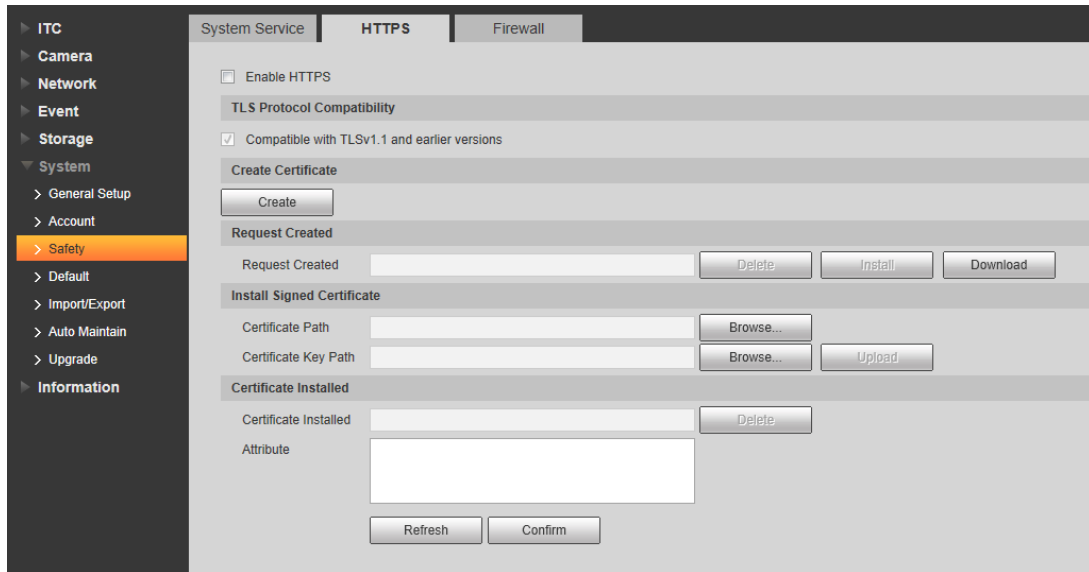 ITC
Camera
Network
Event
Storage
System
General Setup
Account
Safety
Default
Import/Export
Auto Maintain
Upgrade
Information
System Service HTTPS Firewall
Enable HTTPS
TLS Protocol Compatibility
Compatible with TLSv1.1 and earlier versions
Create Certificate
Create
Request Created
Request Created Delete Install Download
Install Signed Certificate
Certificate Path Browse...
Certificate Key Path Browse... Upload
Certificate Installed
Certificate Installed Delete
Attribute
Refresh Confirm